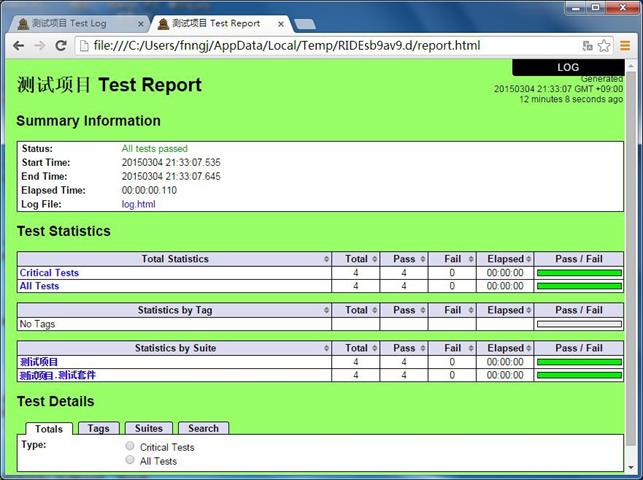 测试项目 Test Log
测试项目 Test Report
file:///C:/Users/fnngj/AppData/Local/Temp/RIDEsb9av9.d/report.html
LOG
测试项目 Test Report
Generated
20150304 21:33:07 GMT +09:00
12 minutes 8 seconds ago
Summary Information
Status: All tests passed
Start Time: 20150304 21:33:07.535
End Time: 20150304 21:33:07.645
Elapsed Time: 00:00:00.110
Log File: log.html
Test Statistics
Total Statistics Total Pass Fail Elapsed Pass / Fail
Critical Tests 4 4 0 00:00:00
All Tests 4 4 0 00:00:00
Statistics by Tag Total Pass Fail Elapsed Pass / Fail
No Tags
Statistics by Suite Total Pass Fail Elapsed Pass / Fail
测试项目 4 4 0 00:00:00
测试项目.测试套件 4 4 0 00:00:00
Test Details
Totals Tags Suites Search
Type: Critical Tests
All Tests